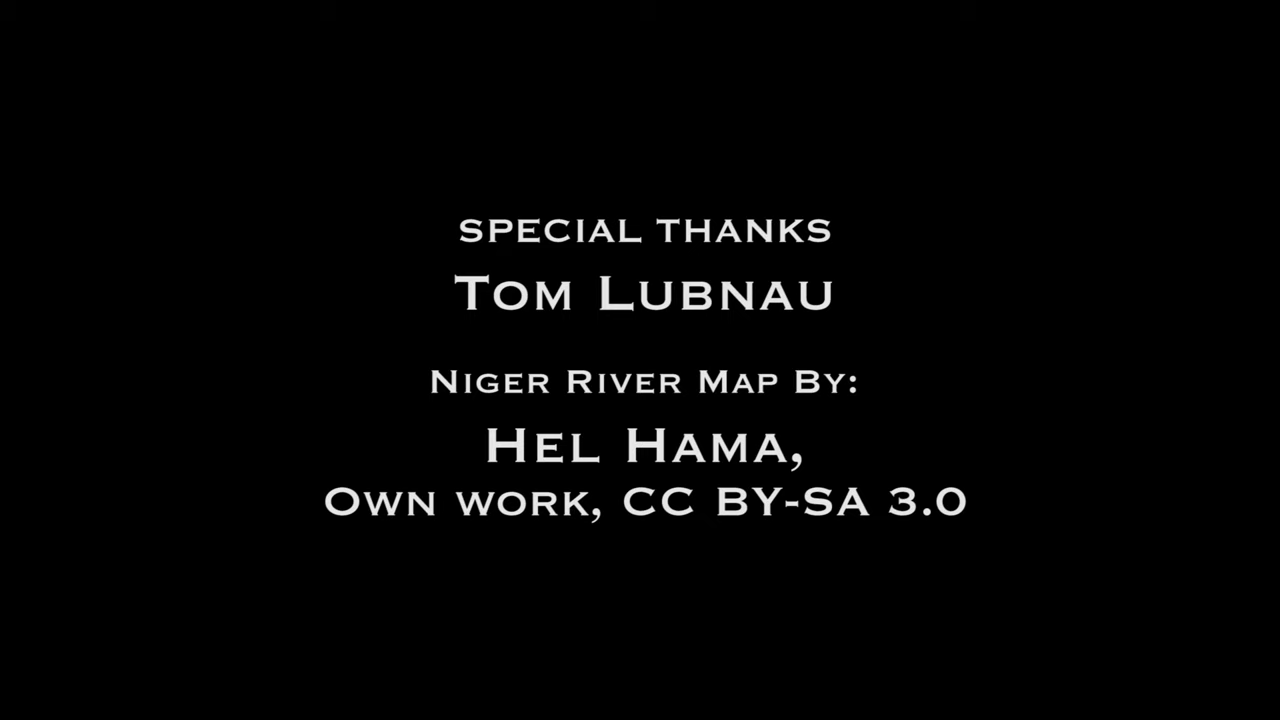 SPECIAL THANKS
TOM LUBNAU
NIGER RIVER MAP BY:
HEL HAMA,
OWN WORK, CC BY-SA 3.0